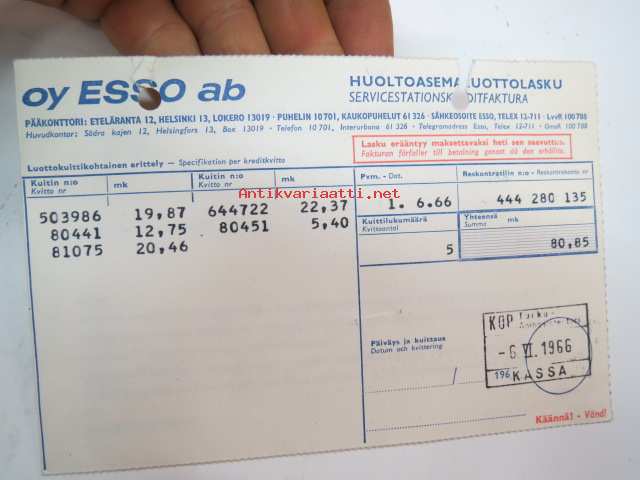 oy ESSO ab
HUOLTOASEMALUOTTOLASKU
SERVICESTATIONSKREDITFAKTURA
PÄÄKONTTORI: ETELÄRANTA 12, HELSINKI 13, LOKERO 13019 · PUHELIN 10 701, KAUKOPUHELUT 61 326 · SÄHKEOSOITE ESSO, TELEX 12-711 · LvvR 100 788
Huvudkontor: Södra kajen 12, Helsingfors 13, Box 13019 - Telefon 10 701, Interurbana 61 326 - Telegramadress Esso, Telex 12-711 - OmsR 100 788
Lasku erääntyy maksettavaksi heti sen saavuttua.
Fakturan förfaller till betalning genast då den erhålles.
Luottokuittikohtainen erittely — Specifiktion per kreditkvitto
Kuitin n:o mk Kuitin n:o mk
Kvitto nr Kvitto nr
503986 19,87 644722 22,37
80441 12,75 80451 5,40
81075 20,46
Pvm. - Dat. Reskontratilin n:o - Reskontrakonto nr
1. 6.66 444 280 135
Kuittilukumäärä Yhteensä mk
Kvittoantal Summa
5 80,85
Antikvariaatti.net
Päiväys ja kuittaus
Datum och kvittering
/ 196
KOP Turku
-6 VI. 1966
KASSA
Käännä! - Vänd!